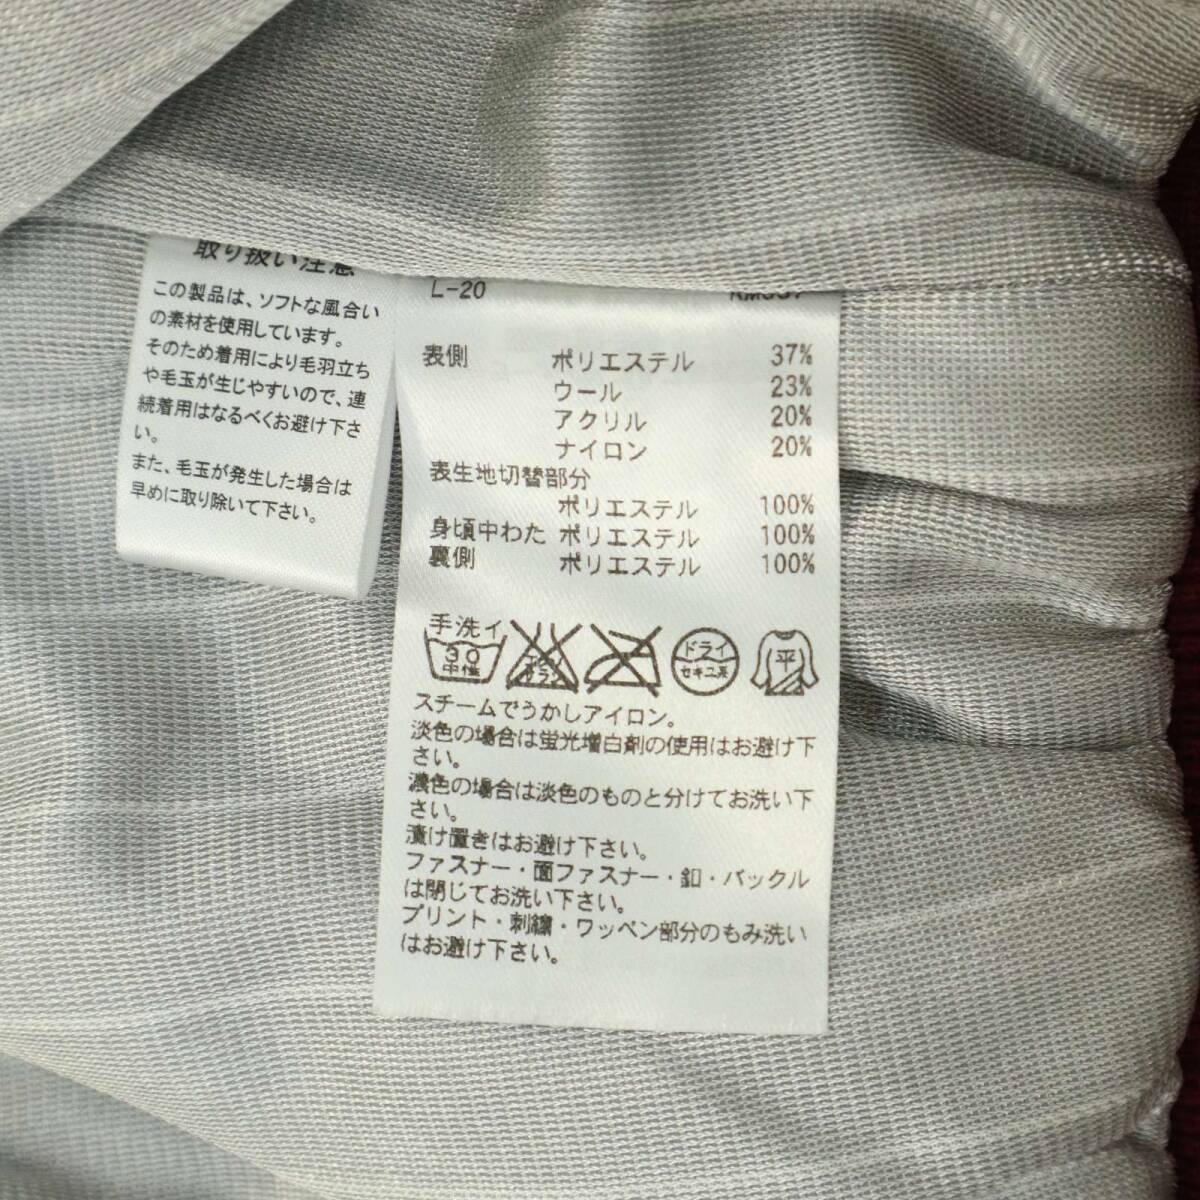 取り扱い注意
この製品は、ソフトな風合い
の素材を使用しています。
そのため着用により毛羽立ち
や毛玉が生じやすいので、連
続着用はなるべくお避け下さ
い。
また、毛玉が発生した場合は
早めに取り除いて下さい。
L-20
表側 ポリエステル 37%
ウール 23%
アクリル 20%
ナイロン 20%
表生地切替部分
ポリエステル 100%
身頃中わた ポリエステル 100%
裏側 ポリエステル 100%
手洗イ
30
中性
エンソ
サラシ
ドライ
セキユ系
平
スチームでうかしアイロン。
淡色の場合は蛍光増白剤の使用はお避け下
さい。
濃色の場合は淡色のものと分けてお洗い下
さい。
漬け置きはお避け下さい。
ファスナー・面ファスナー・釦・バックル
は閉じてお洗い下さい。
プリント・刺繍・ワッペン部分のもみ洗い
はお避け下さい。